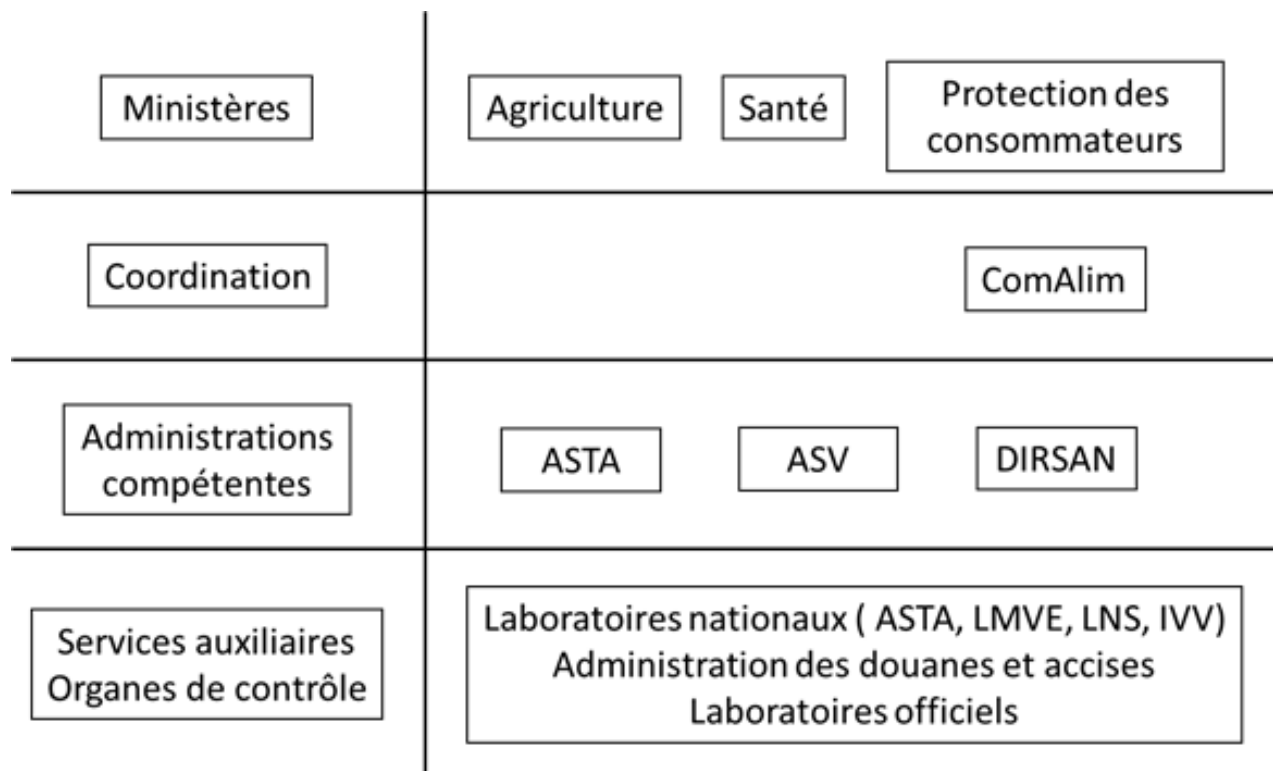 Ministères
Agriculture
Santé
Protection des
consommateurs
Coordination
ComAlim
Administrations
compétentes
ASTA
ASV
DIRSAN
Services auxiliaires
Organes de contrôle
Laboratoires nationaux ( ASTA, LMVE, LNS, IVV)
Administration des douanes et accises
Laboratoires officiels